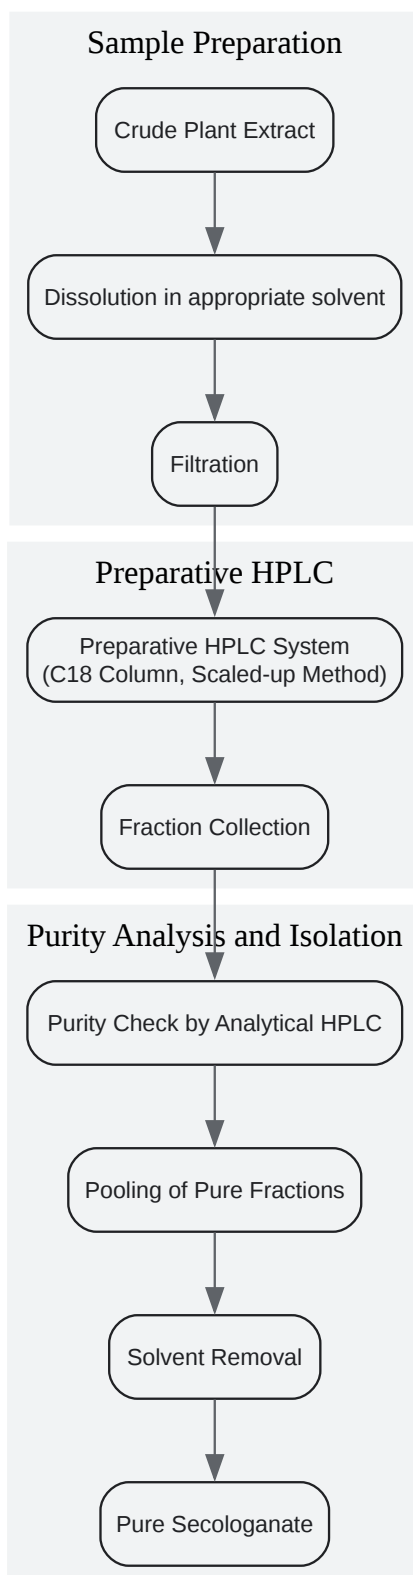 Sample Preparation
Crude Plant Extract
Dissolution in appropriate solvent
Filtration
Preparative HPLC
Preparative HPLC System
(C18 Column, Scaled-up Method)
Fraction Collection
Purity Analysis and Isolation
Purity Check by Analytical HPLC
Pooling of Pure Fractions
Solvent Removal
Pure Secologanate